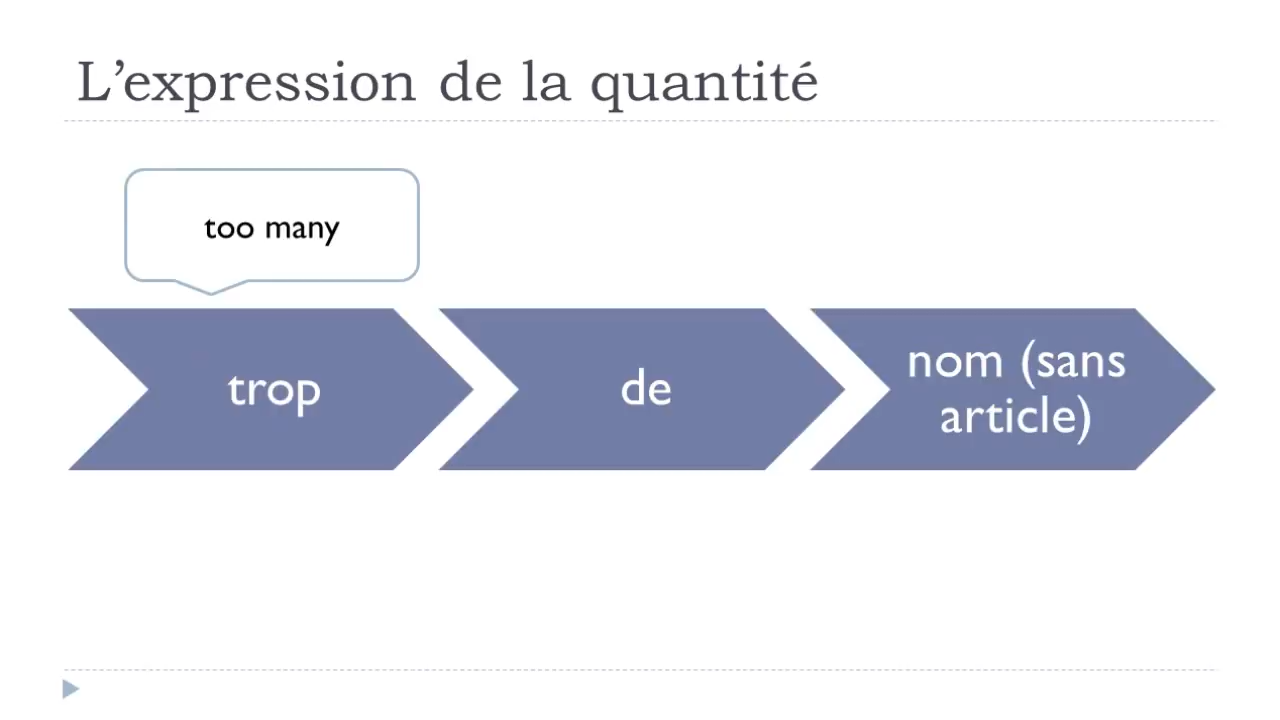 L’expression de la quantité
too many
trop
de
nom (sans
article)